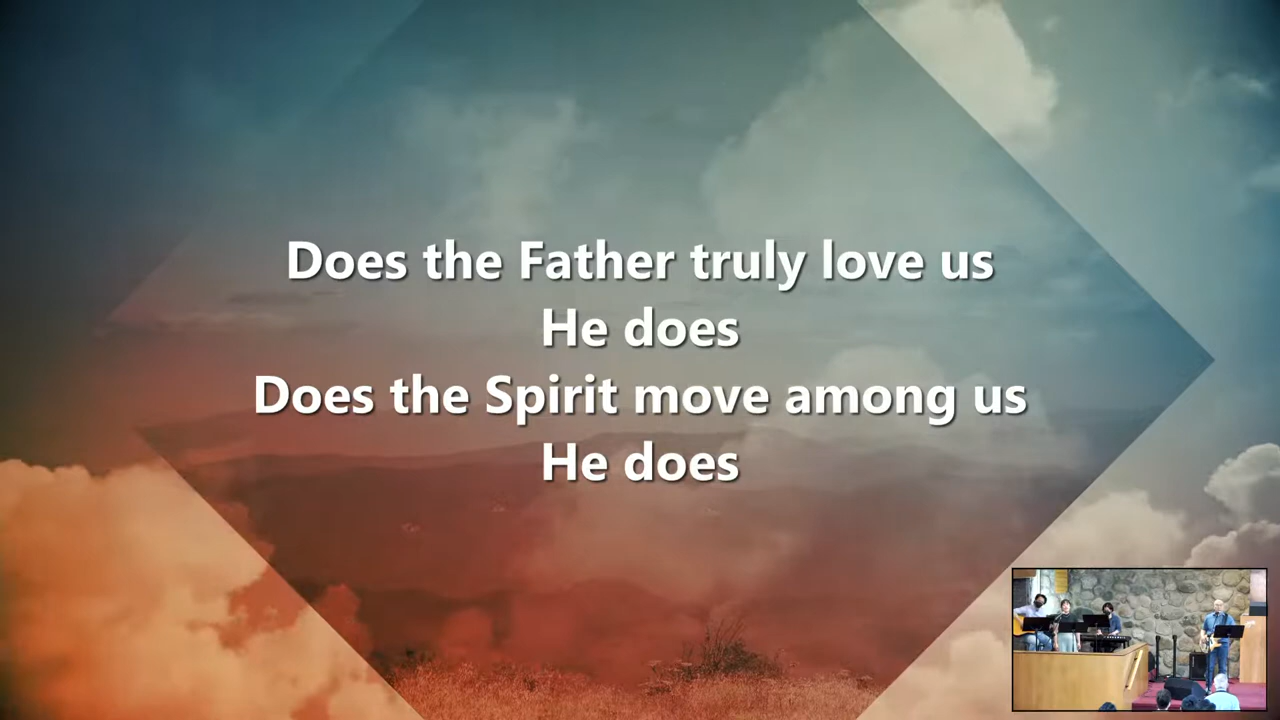 Does the Father truly love us
He does
Does the Spirit move among us
He does